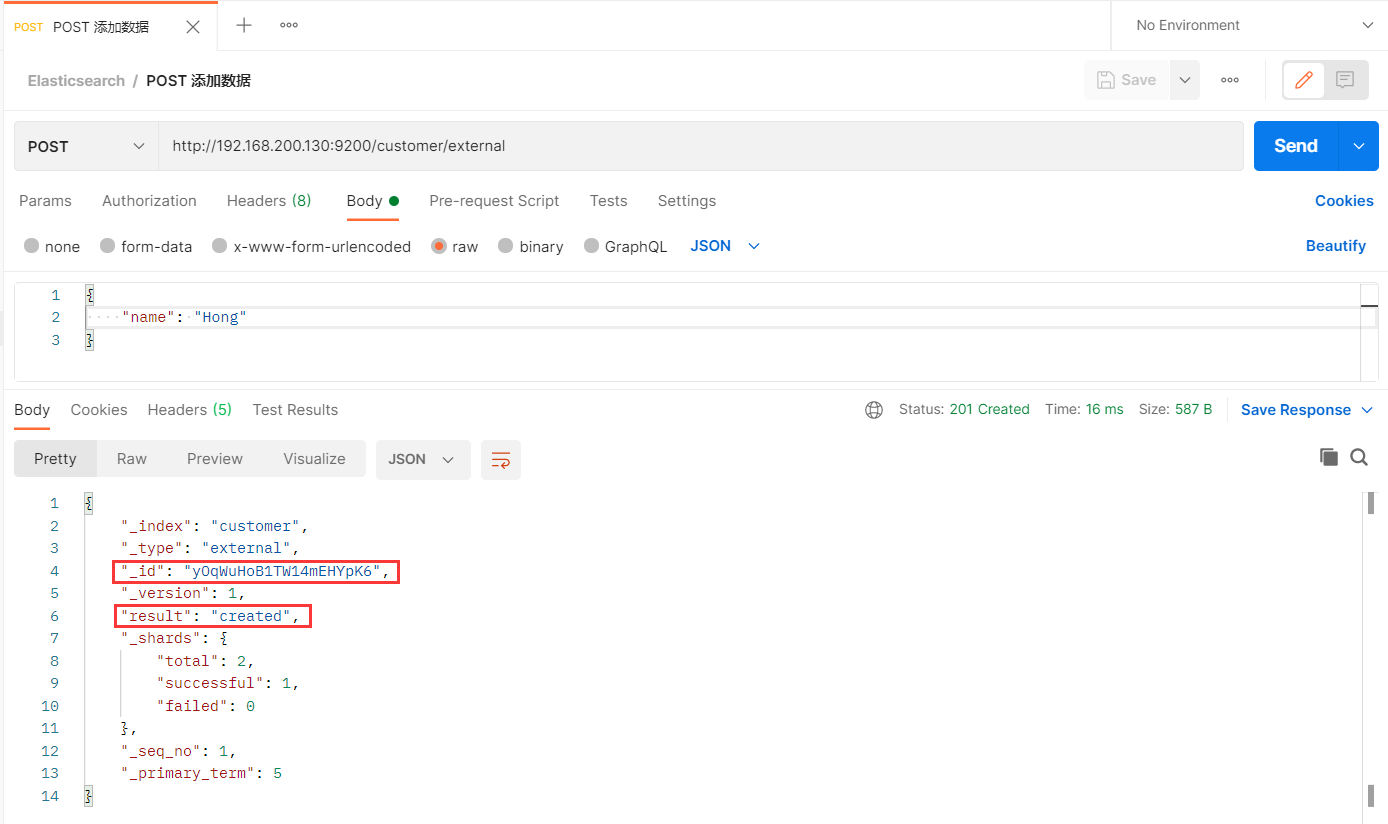 POST POST 添加数据
No Environment
Elasticsearch / POST 添加数据
Save
POST http://192.168.200.130:9200/customer/external Send
Params Authorization Headers (8) Body Pre-request Script Tests Settings Cookies
none form-data x-www-form-urlencoded raw binary GraphQL JSON Beautify
1 {
2 "name": "Hong"
3 }
Body Cookies Headers (5) Test Results Status: 201 Created Time: 16 ms Size: 587 B Save Response
Pretty Raw Preview Visualize JSON
1 {
2 "_index": "customer",
3 "_type": "external",
4 "_id": "yOqWuHoB1TW14mEHYpK6",
5 "_version": 1,
6 "result": "created",
7 "_shards": {
8 "total": 2,
9 "successful": 1,
10 "failed": 0
11 },
12 "_seq_no": 1,
13 "_primary_term": 5
14 }